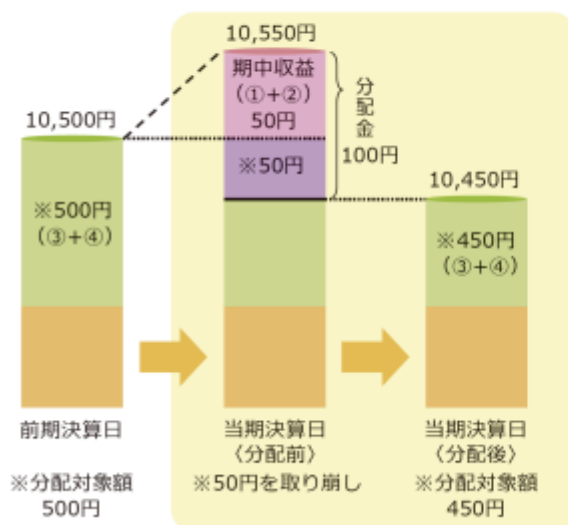 10,550円
期中収益
(①+②)
50円
分配金
100円
10,500円
※50円
10,450円
※500円
(③+④)
※450円
(③+④)
前期決算日
当期決算日
〈分配前〉
当期決算日
〈分配後〉
※分配対象額
500円
※50円を取り崩し
※分配対象額
450円